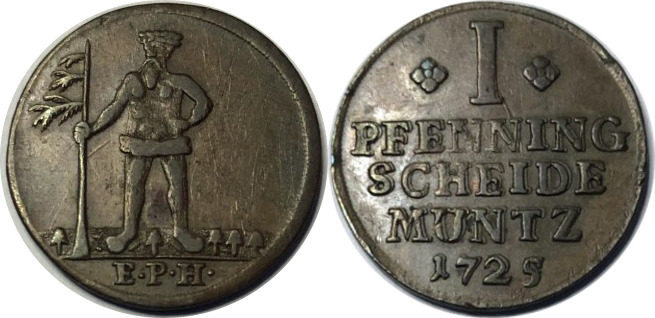 E·P·H·
I
PFENNING
SCHEIDE
MUNTZ
1725